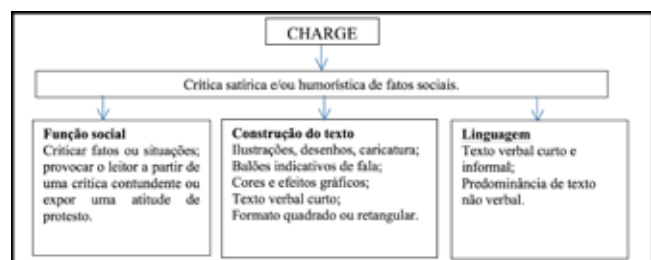 CHARGE
Crítica satírica e/ou humorística de fatos sociais.
Função social
Criticar fatos ou situações;
provocar o leitor a partir de
uma crítica contundente ou
expor uma atitude de
protesto.
Construção do texto
Ilustrações, desenhos, caricatura;
Balões indicativos de fala;
Cores e efeitos gráficos;
Texto verbal curto;
Formato quadrado ou retangular.
Linguagem
Texto verbal curto e
informal;
Predominância de texto
não verbal.